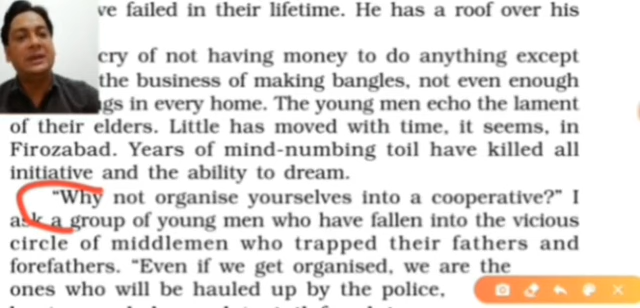 ve failed in their lifetime. He has a roof over his
cry of not having money to do anything except
the business of making bangles, not even enough
gs in every home. The young men echo the lament
of their elders. Little has moved with time, it seems, in
Firozabad. Years of mind-numbing toil have killed all
initiative and the ability to dream.
"Why not organise yourselves into a cooperative?" I
ask a group of young men who have fallen into the vicious
circle of middlemen who trapped their fathers and
forefathers. "Even if we get organised, we are the
ones who will be hauled up by the police,